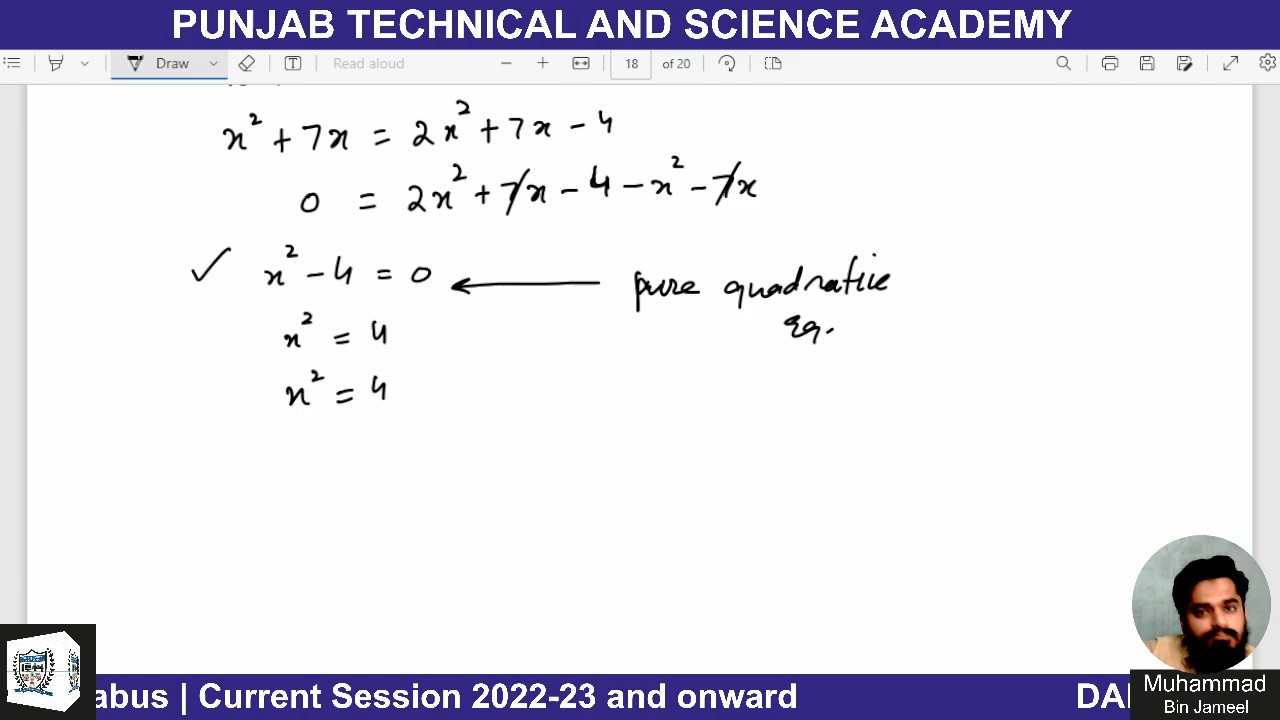 PUNJAB TECHNICAL AND SCIENCE ACADEMY
Draw Read aloud 18 of 20
x² + 7x = 2x² + 7x - 4
0 = 2x² + 7x - 4 - x² - 7x
✓ x² - 4 = 0 ← pure quadratic
Eq.
x² = 4
x² = 4
abus | Current Session 2022-23 and onward DA
Muhammad
Bin Jameel